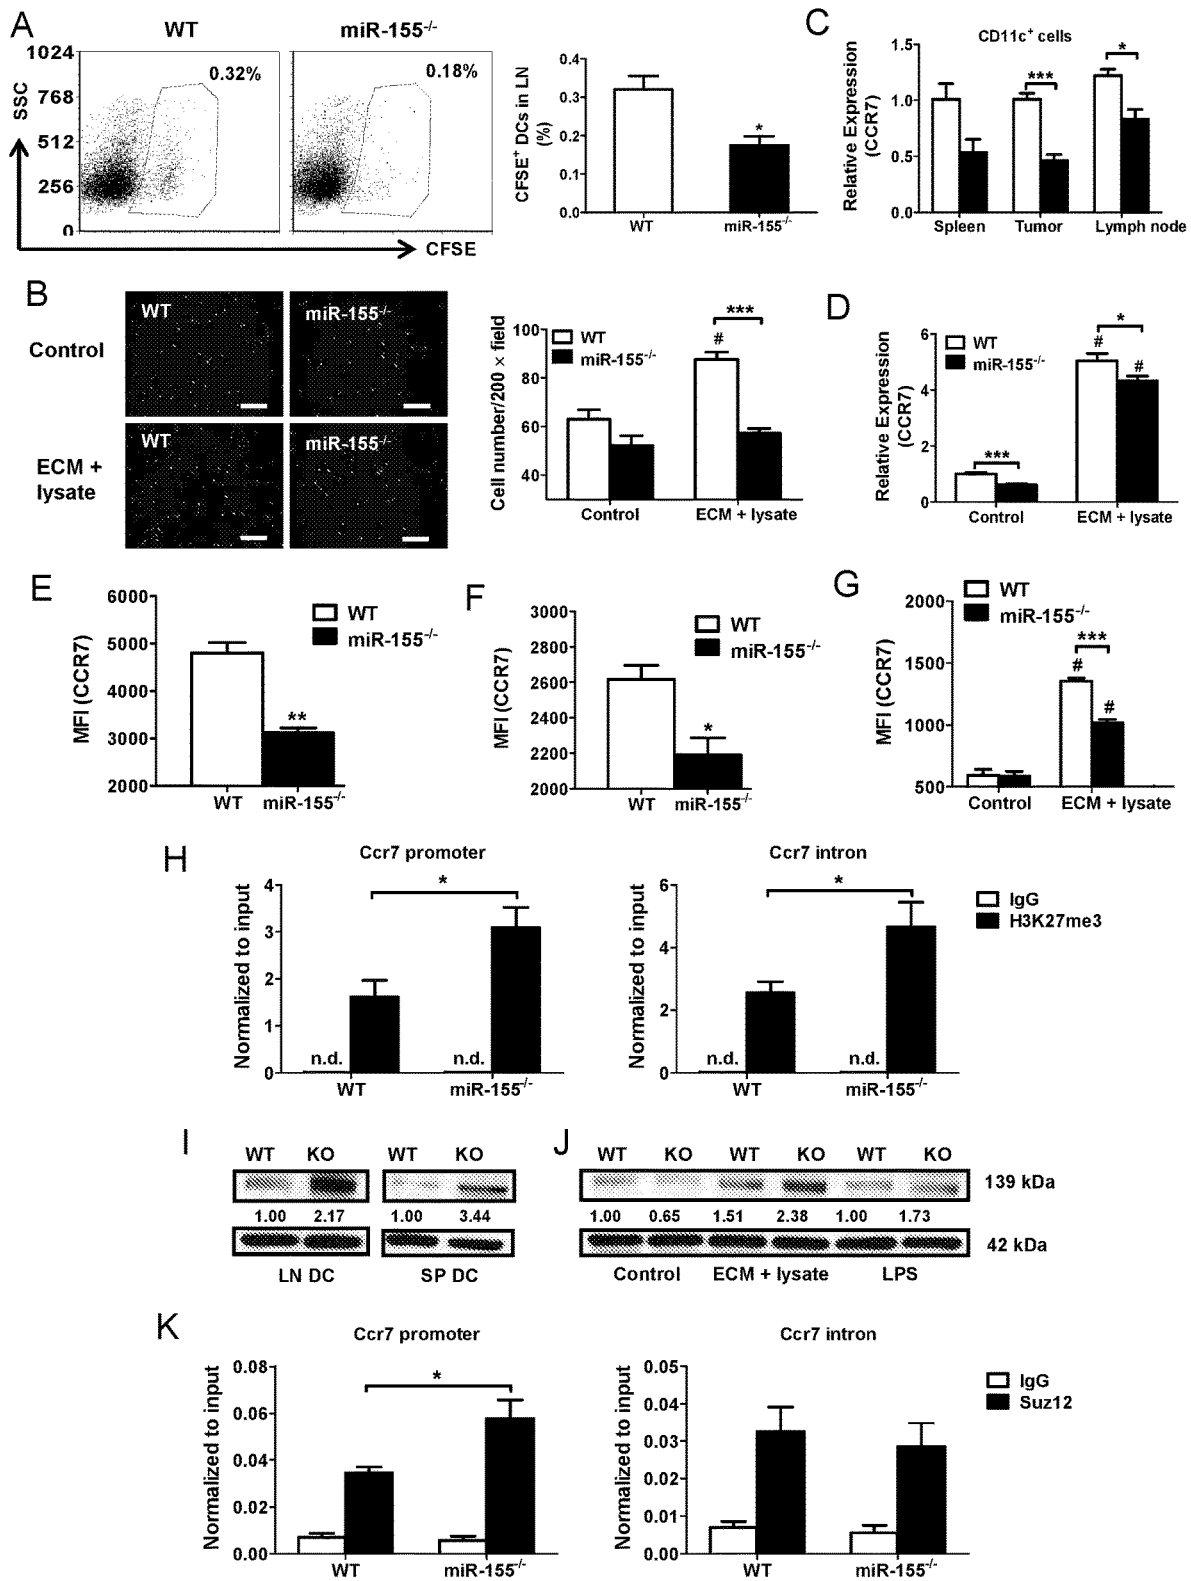 A
WT
miR-155-/-
1024
768
512
256
0
SSC
0.32%
0.18%
CFSE
CFSE+ DCs in LN
(%)
0.4
0.3
0.2
0.1
0.0
*
WT
miR-155-/-
C
CD11c+ cells
Relative Expression
(CCR7)
1.5
1.0
0.5
0.0
***
*
Spleen
Tumor
Lymph node
B
Control
ECM +
lysate
WT
miR-155-/-
WT
miR-155-/-
Cell number/200 × field
100
80
60
40
WT
miR-155-/-
***
#
Control
ECM + lysate
D
Relative Expression
(CCR7)
6
4
2
0
WT
miR-155-/-
***
*
#
#
Control
ECM + lysate
E
MFI (CCR7)
6000
5000
4000
3000
2000
WT
miR-155-/-
**
WT
miR-155-/-
F
MFI (CCR7)
3000
2800
2600
2400
2200
2000
WT
miR-155-/-
*
WT
miR-155-/-
G
MFI (CCR7)
2000
1500
1000
500
WT
miR-155-/-
***
#
#
Control
ECM + lysate
H
Ccr7 promoter
Normalized to input
4
3
2
1
0
*
n.d.
n.d.
WT
miR-155-/-
Ccr7 intron
Normalized to input
6
4
2
0
*
n.d.
n.d.
WT
miR-155-/-
IgG
H3K27me3
I
WT
KO
WT
KO
1.00
2.17
1.00
3.44
LN DC
SP DC
J
WT
KO
WT
KO
WT
KO
139 kDa
1.00
0.65
1.51
2.38
1.00
1.73
42 kDa
Control
ECM + lysate
LPS
K
Ccr7 promoter
Normalized to input
0.08
0.06
0.04
0.02
0.00
*
WT
miR-155-/-
Ccr7 intron
Normalized to input
0.05
0.04
0.03
0.02
0.01
0.00
WT
miR-155-/-
IgG
Suz12